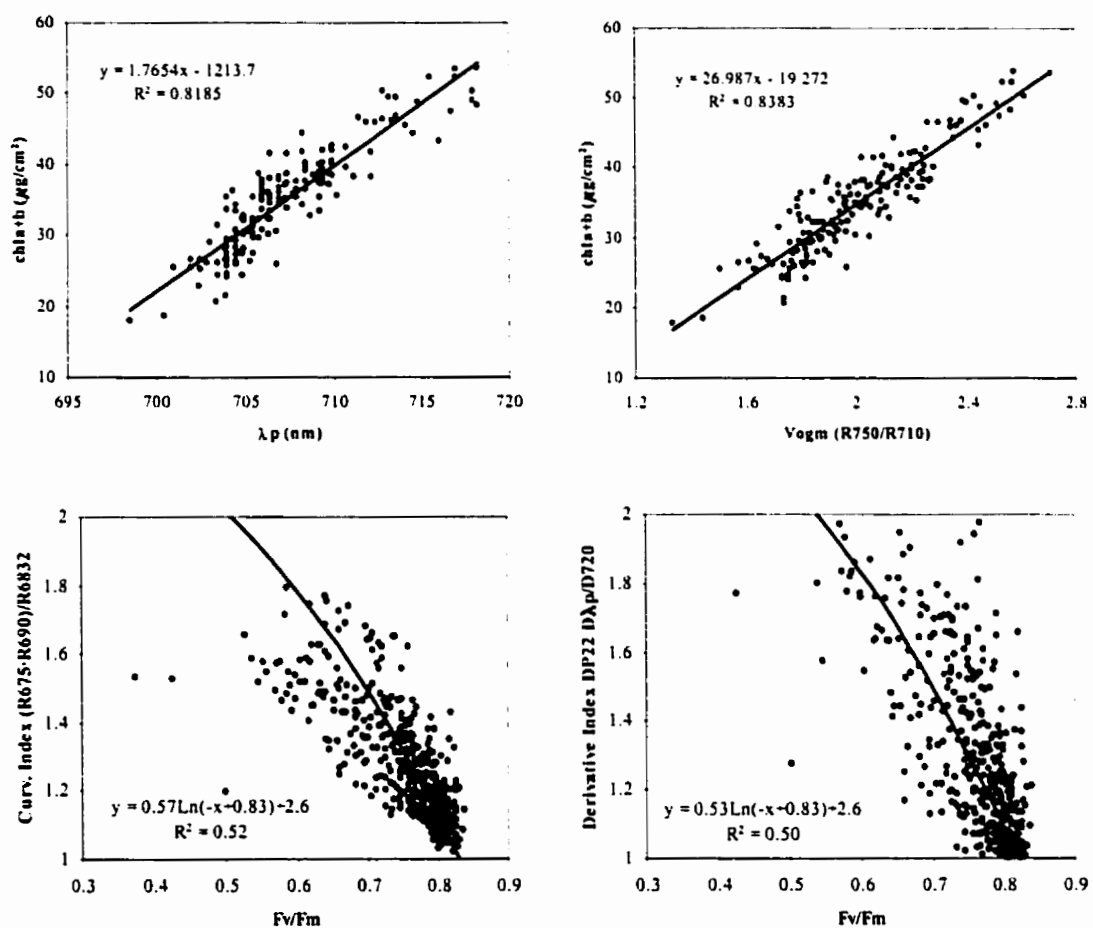 60
50
40
30
20
10
y = 1.7654x - 1213.7
R² = 0.8185
chla+b (µg/cm²)
695 700 705 710 715 720
λp (nm)
60
50
40
30
20
10
y = 26.987x - 19.272
R² = 0.8383
chla+b (µg/cm²)
1.2 1.6 2 2.4 2.8
Vogm (R750/R710)
2
1.8
1.6
1.4
1.2
1
Curv. Index (R675·R690)/R6832
y = 0.57Ln(-x+0.83)+2.6
R² = 0.52
0.3 0.4 0.5 0.6 0.7 0.8 0.9
Fv/Fm
2
1.8
1.6
1.4
1.2
1
Derivative Index DP22 Dλp/D720
y = 0.53Ln(-x+0.83)+2.6
R² = 0.50
0.3 0.4 0.5 0.6 0.7 0.8 0.9
Fv/Fm